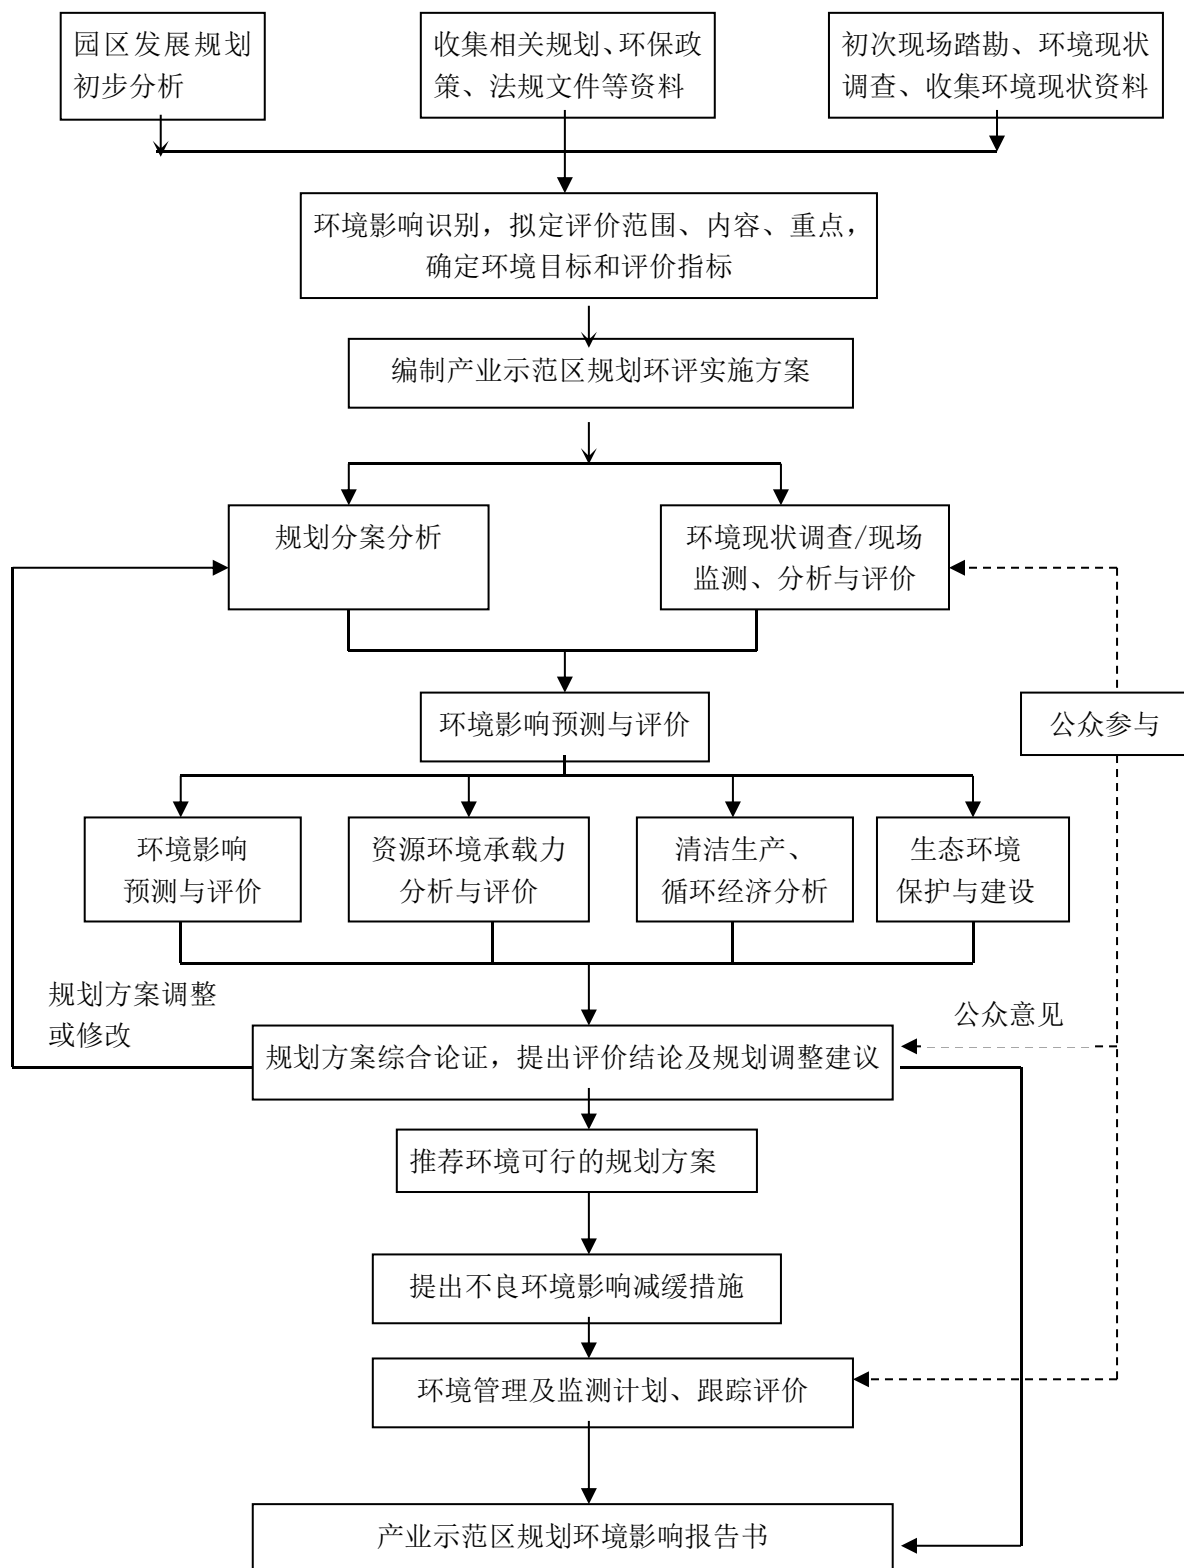 园区发展规划
初步分析
收集相关规划、环保政
策、法规文件等资料
初次现场踏勘、环境现状
调查、收集环境现状资料
环境影响识别，拟定评价范围、内容、重点，
确定环境目标和评价指标
编制产业示范区规划环评实施方案
规划分案分析
环境现状调查/现场
监测、分析与评价
环境影响预测与评价
公众参与
环境影响
预测与评价
资源环境承载力
分析与评价
清洁生产、
循环经济分析
生态环境
保护与建设
规划方案调整
或修改
公众意见
规划方案综合论证，提出评价结论及规划调整建议
推荐环境可行的规划方案
提出不良环境影响减缓措施
环境管理及监测计划、跟踪评价
产业示范区规划环境影响报告书